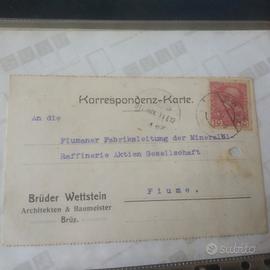 Korrespondenz-Karte.
An die
Fiumaner Fabriksleitung der Mineralöl-
Raffinerie Aktien Gesellschaft
Fiume.
Brüder Wettstein
Architekten & Baumeister
Brüx.
subito